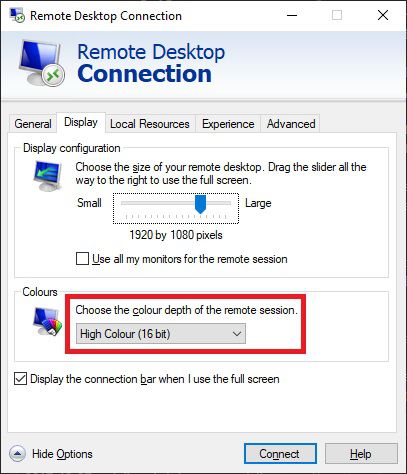 Remote Desktop Connection
Remote Desktop
Connection
General Display Local Resources Experience Advanced
Display configuration
Choose the size of your remote desktop. Drag the slider all the
way to the right to use the full screen.
Small Large
1920 by 1080 pixels
Use all my monitors for the remote session
Colours
Choose the colour depth of the remote session.
High Colour (16 bit)
Display the connection bar when I use the full screen
Hide Options Connect Help